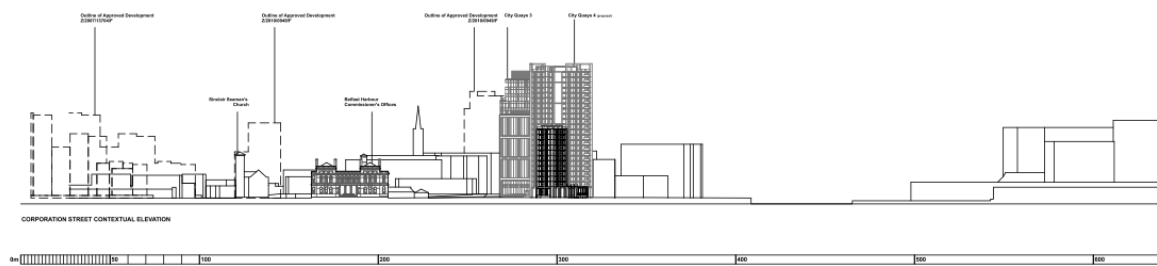 Outline of Approved Development
Z/2007/1370/F
Outline of Approved Development
Z/2010/0949/F
Outline of Approved Development
Z/2010/0949/F
City Quays 3
City Quays 4 (proposed)
Sinclair Seaman's
Church
Belfast Harbour
Commissioner's Offices
CORPORATION STREET CONTEXTUAL ELEVATION
0m 50 100 200 300 400 500 600